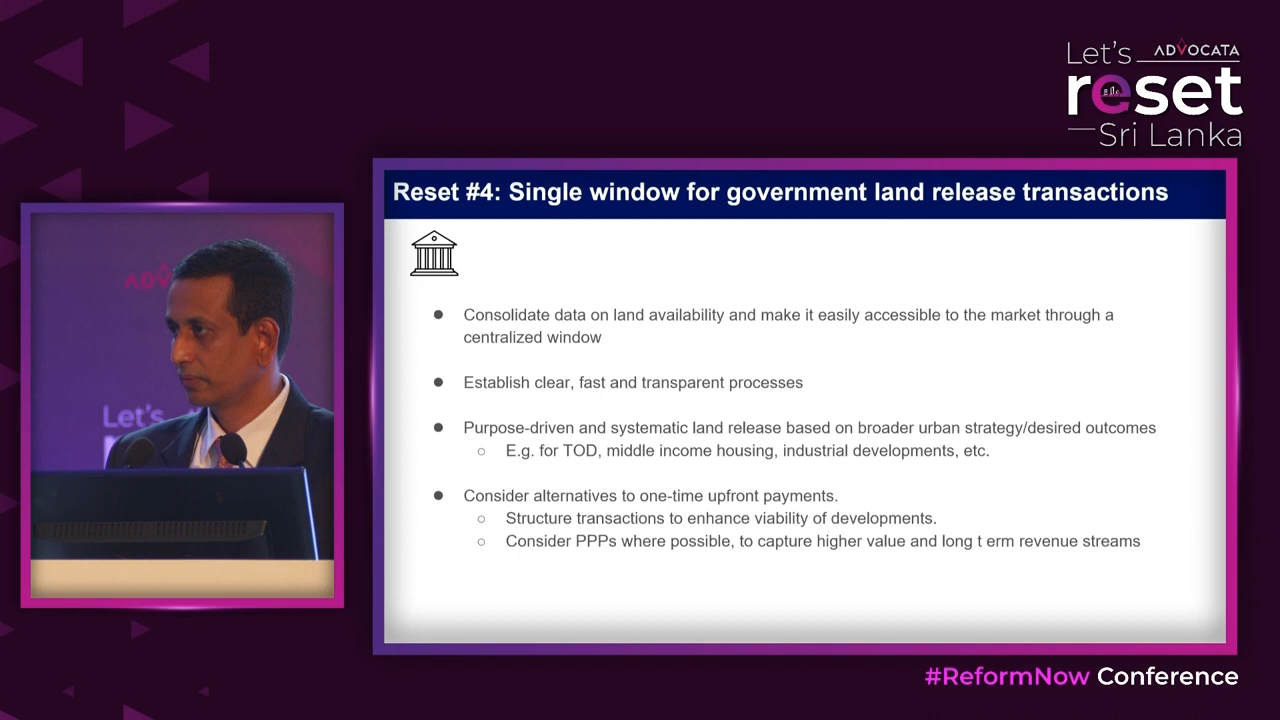 Let's ADVOCATA
reset
Sri Lanka
Reset #4: Single window for government land release transactions
● Consolidate data on land availability and make it easily accessible to the market through a
centralized window
● Establish clear, fast and transparent processes
● Purpose-driven and systematic land release based on broader urban strategy/desired outcomes
○ E.g. for TOD, middle income housing, industrial developments, etc.
● Consider alternatives to one-time upfront payments.
○ Structure transactions to enhance viability of developments.
○ Consider PPPs where possible, to capture higher value and long t erm revenue streams
ADV
Let's
#ReformNow Conference